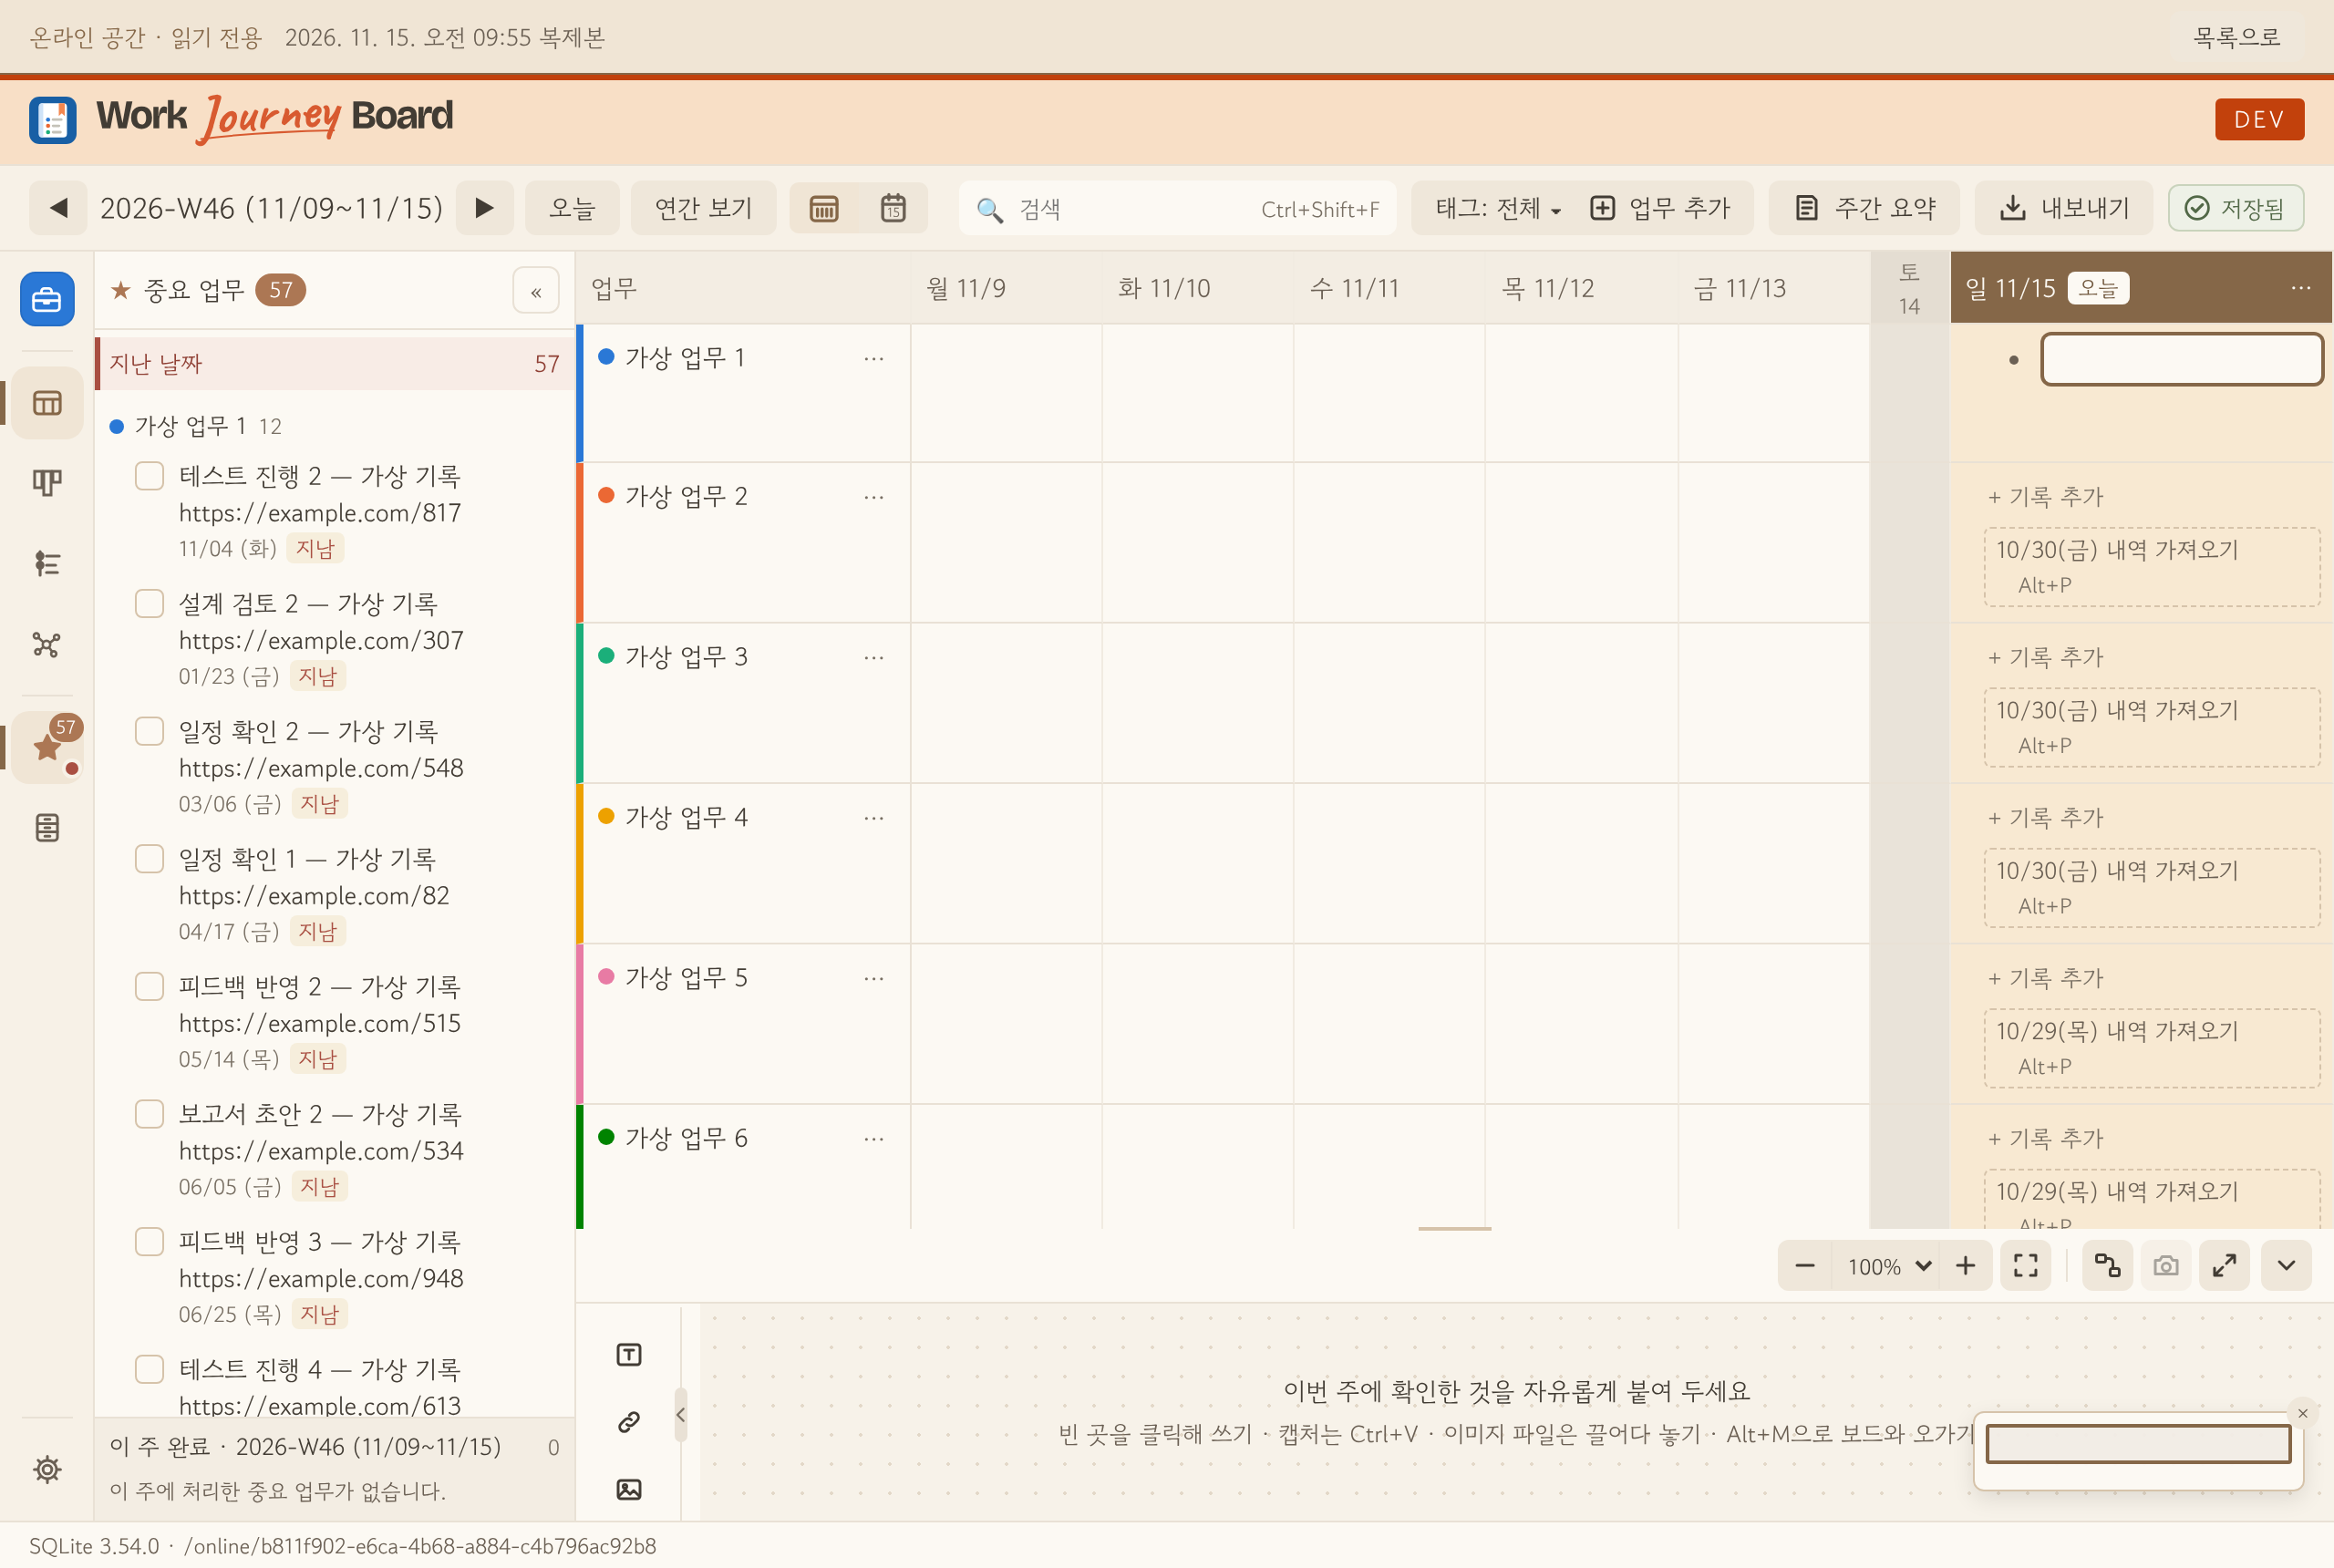 온라인 공간 · 읽기 전용 2026. 11. 15. 오전 09:55 복제본 목록으로
Work Journey Board DEV
◀ 2026-W46 (11/09~11/15) ▶ 오늘 연간 보기 15 검색 Ctrl+Shift+F 태그: 전체 업무 추가 주간 요약 내보내기 저장됨
★ 중요 업무 57 «
지난 날짜 57
가상 업무 1 12
테스트 진행 2 — 가상 기록
https://example.com/817
11/04 (화) 지남
설계 검토 2 — 가상 기록
https://example.com/307
01/23 (금) 지남
일정 확인 2 — 가상 기록
https://example.com/548
03/06 (금) 지남
일정 확인 1 — 가상 기록
https://example.com/82
04/17 (금) 지남
피드백 반영 2 — 가상 기록
https://example.com/515
05/14 (목) 지남
보고서 초안 2 — 가상 기록
https://example.com/534
06/05 (금) 지남
피드백 반영 3 — 가상 기록
https://example.com/948
06/25 (목) 지남
테스트 진행 4 — 가상 기록
https://example.com/613
이 주 완료 · 2026-W46 (11/09~11/15) 0
이 주에 처리한 중요 업무가 없습니다.
57
업무 월 11/9 화 11/10 수 11/11 목 11/12 금 11/13 토 14 일 11/15 오늘 ···
가상 업무 1 ···
가상 업무 2 ···
+ 기록 추가
10/30(금) 내역 가져오기
Alt+P
가상 업무 3 ···
+ 기록 추가
10/30(금) 내역 가져오기
Alt+P
가상 업무 4 ···
+ 기록 추가
10/30(금) 내역 가져오기
Alt+P
가상 업무 5 ···
+ 기록 추가
10/29(목) 내역 가져오기
Alt+P
가상 업무 6 ···
+ 기록 추가
10/29(목) 내역 가져오기
Alt+P
100%
이번 주에 확인한 것을 자유롭게 붙여 두세요
빈 곳을 클릭해 쓰기 · 캡처는 Ctrl+V · 이미지 파일은 끌어다 놓기 · Alt+M으로 보드와 오가기
SQLite 3.54.0 · /online/b811f902-e6ca-4b68-a884-c4b796ac92b8